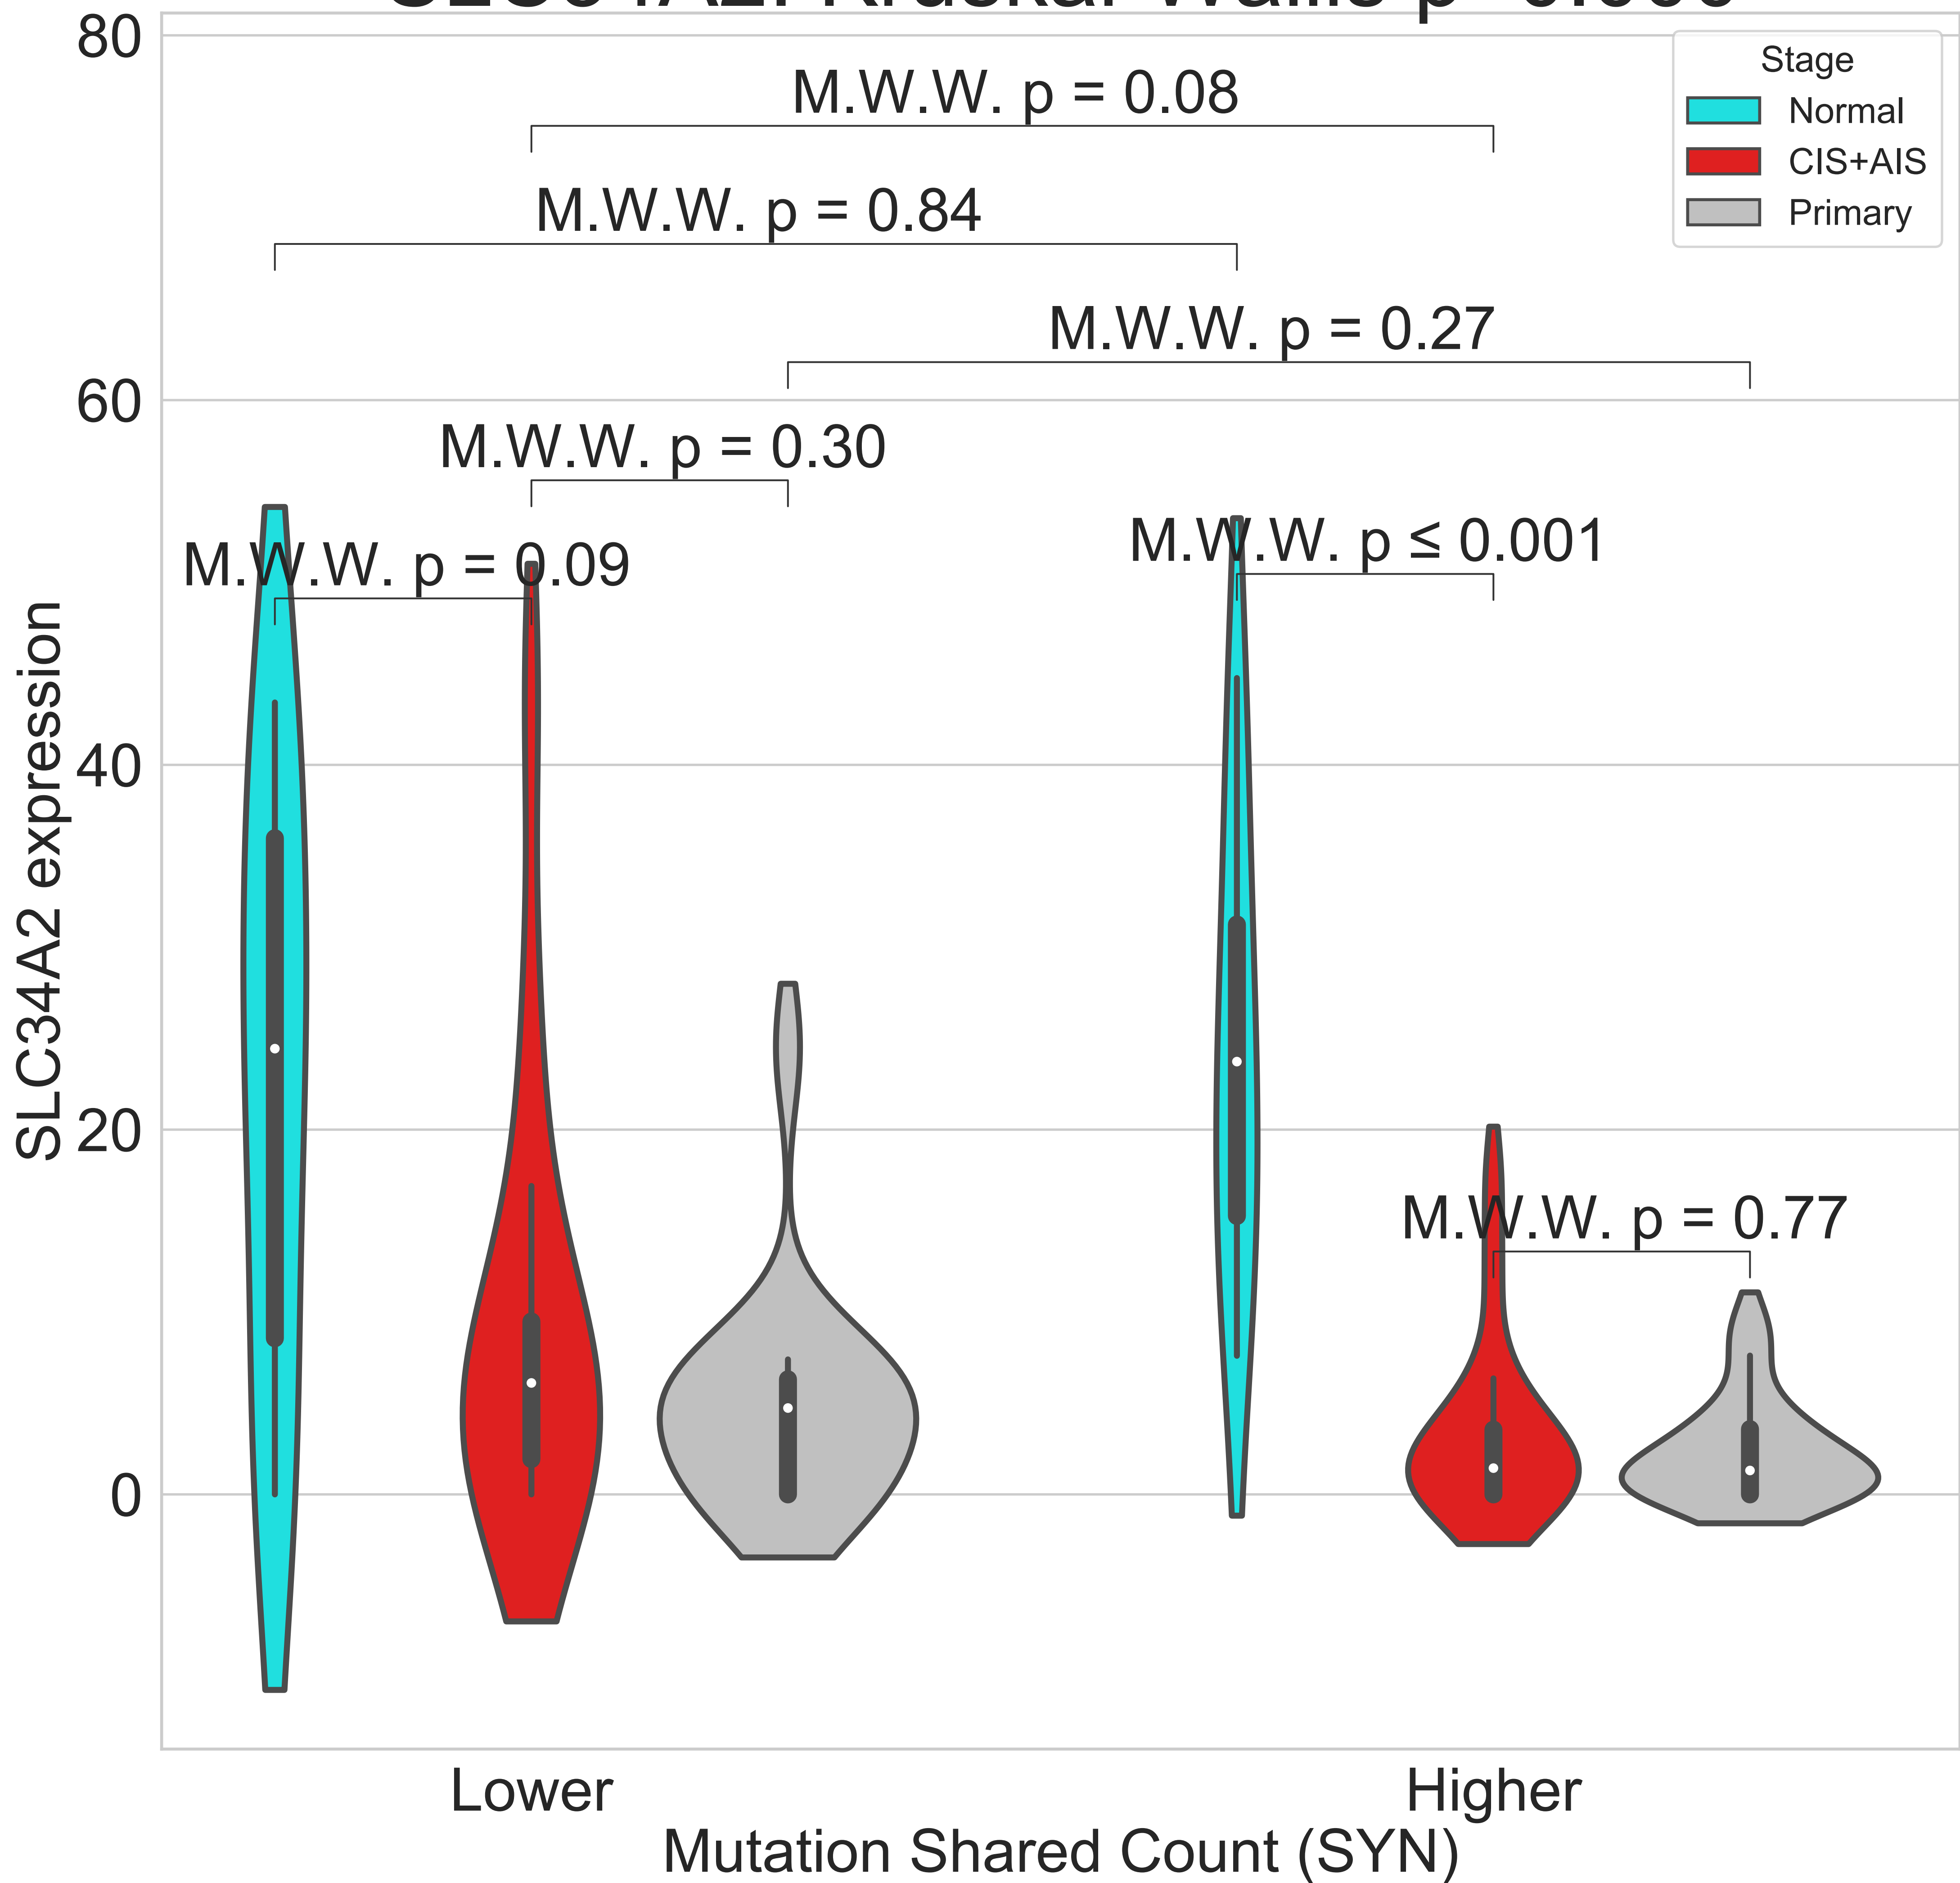 80
M.W.W. p = 0.08
Stage
Normal
CIS+AIS
Primary
M.W.W. p = 0.84
M.W.W. p = 0.27
60
M.W.W. p = 0.30
M.W.W. p = 0.09
M.W.W. p ≤ 0.001
SLC34A2 expression
40
20
M.W.W. p = 0.77
0
Lower
Higher
Mutation Shared Count (SYN)